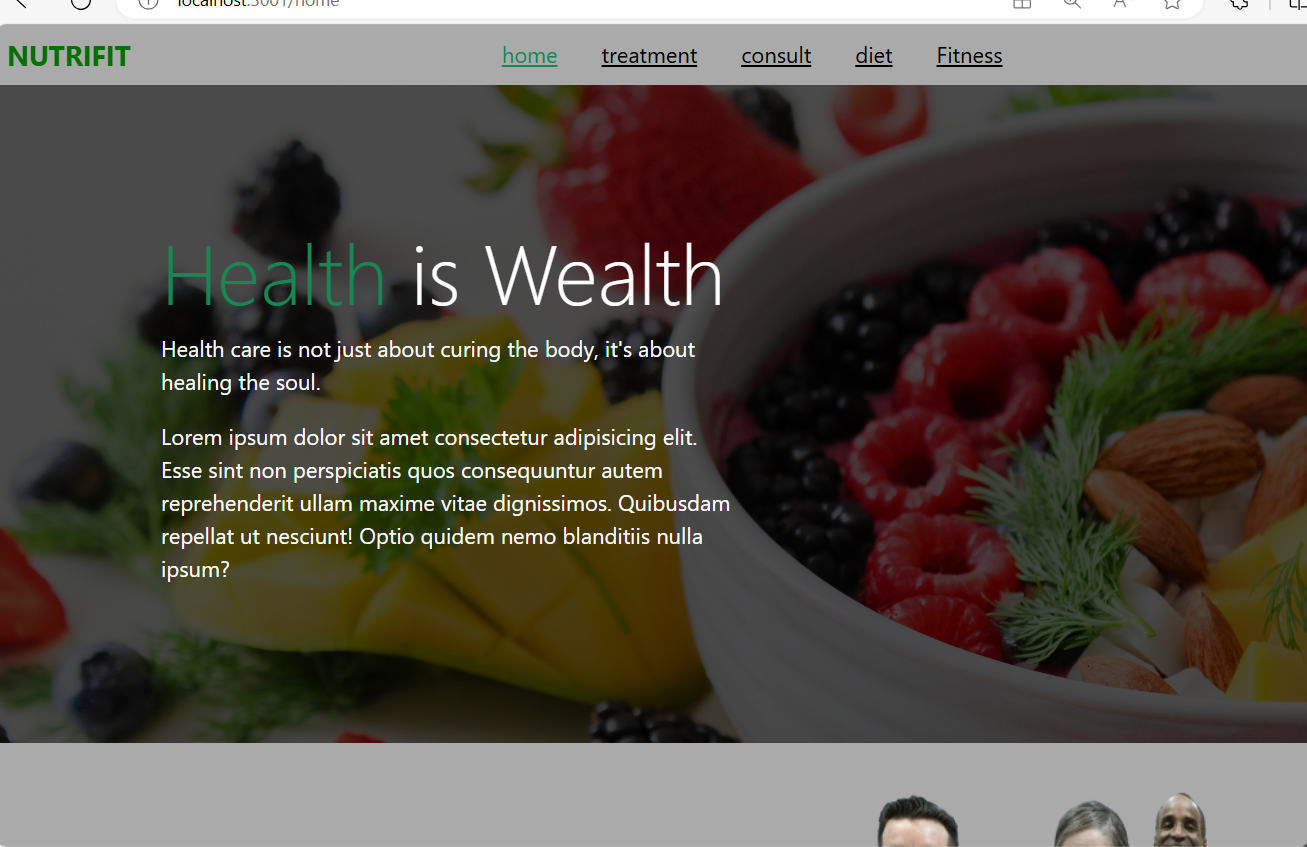 localhost:3001/home
NUTRIFIT
home treatment consult diet Fitness
Health is Wealth
Health care is not just about curing the body, it's about
healing the soul.
Lorem ipsum dolor sit amet consectetur adipisicing elit.
Esse sint non perspiciatis quos consequuntur autem
reprehenderit ullam maxime vitae dignissimos. Quibusdam
repellat ut nesciunt! Optio quidem nemo blanditiis nulla
ipsum?